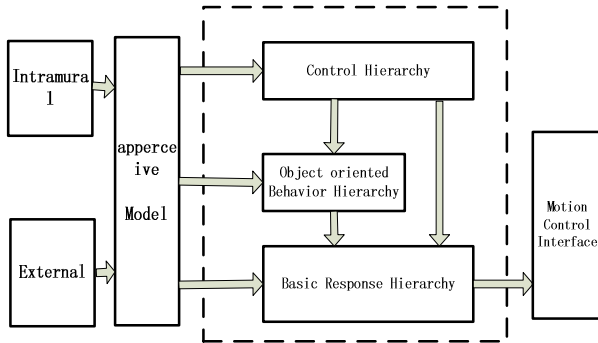 Intramura
l
External
apperce
ive
Model
Control Hierarchy
Object oriented
Behavior Hierarchy
Basic Response Hierarchy
Motion
Control
Interface